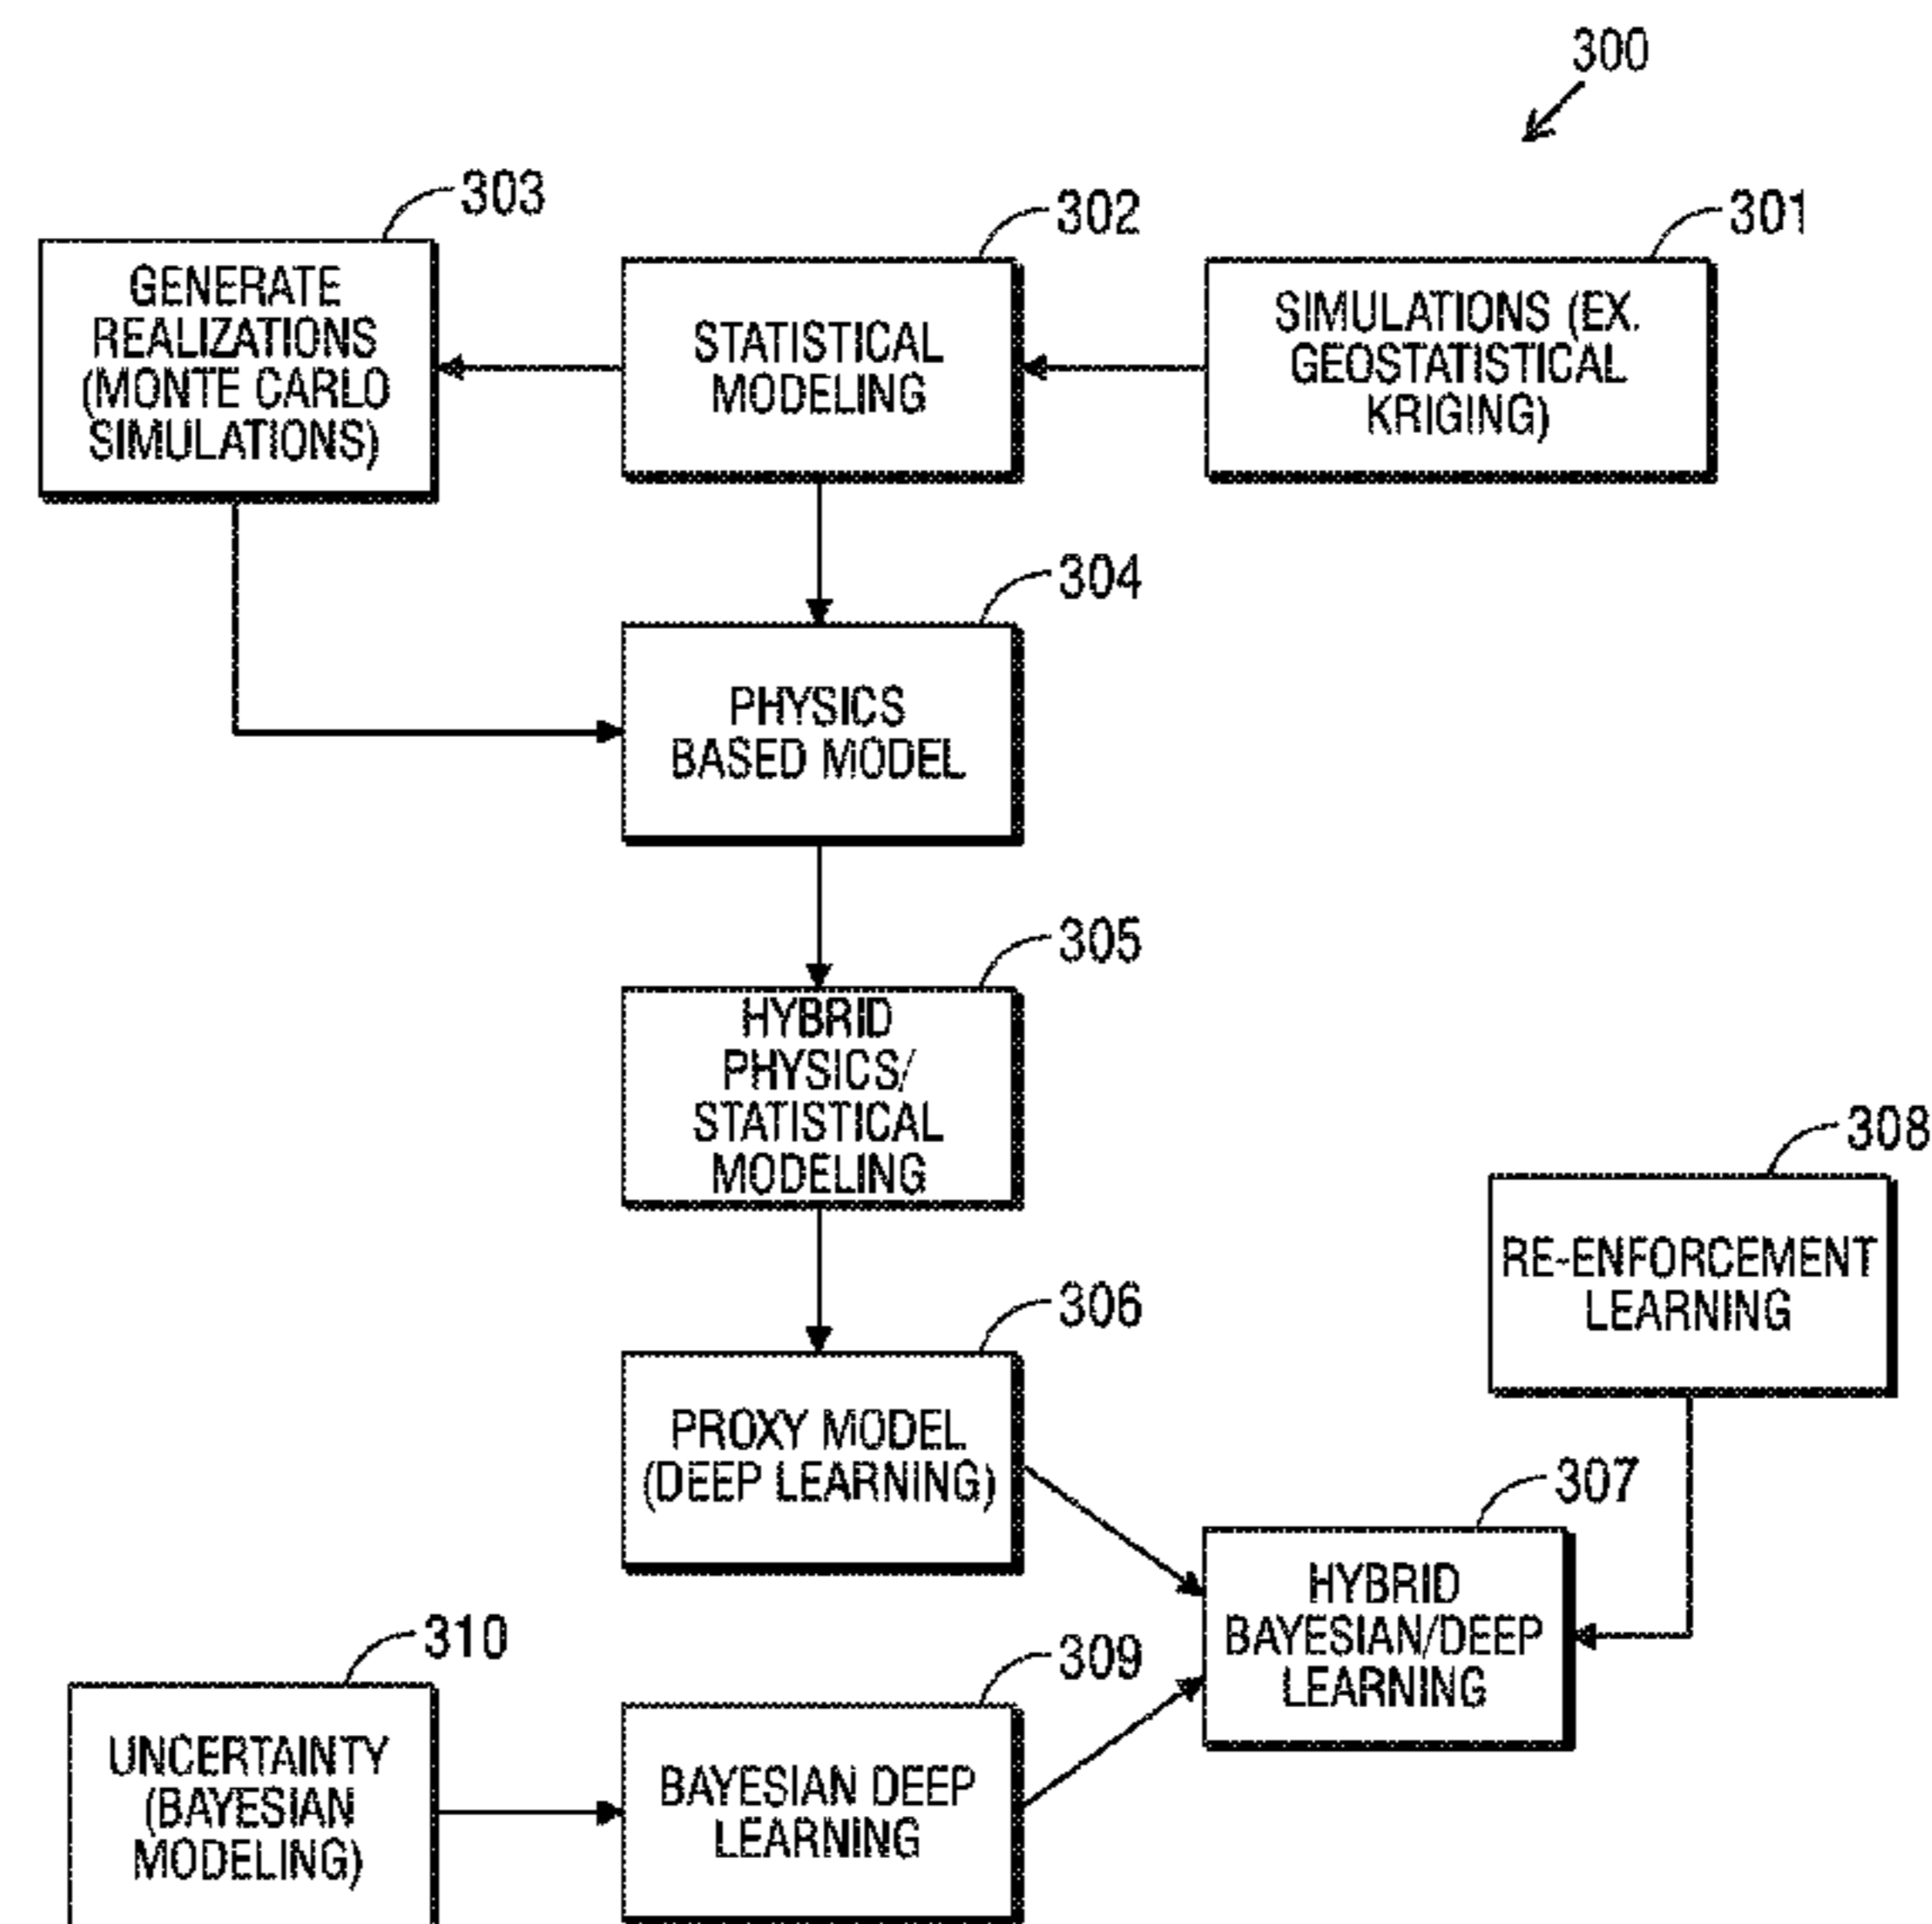 300
303
302
301
GENERATE
REALIZATIONS
(MONTE CARLO
SIMULATIONS)
STATISTICAL
MODELING
SIMULATIONS (EX.
GEOSTATISTICAL
KRIGING)
304
PHYSICS
BASED MODEL
305
HYBRID
PHYSICS/
STATISTICAL
MODELING
308
RE-ENFORCEMENT
LEARNING
306
PROXY MODEL
(DEEP LEARNING)
307
HYBRID
BAYESIAN/DEEP
LEARNING
310
UNCERTAINTY
(BAYESIAN
MODELING)
309
BAYESIAN DEEP
LEARNING